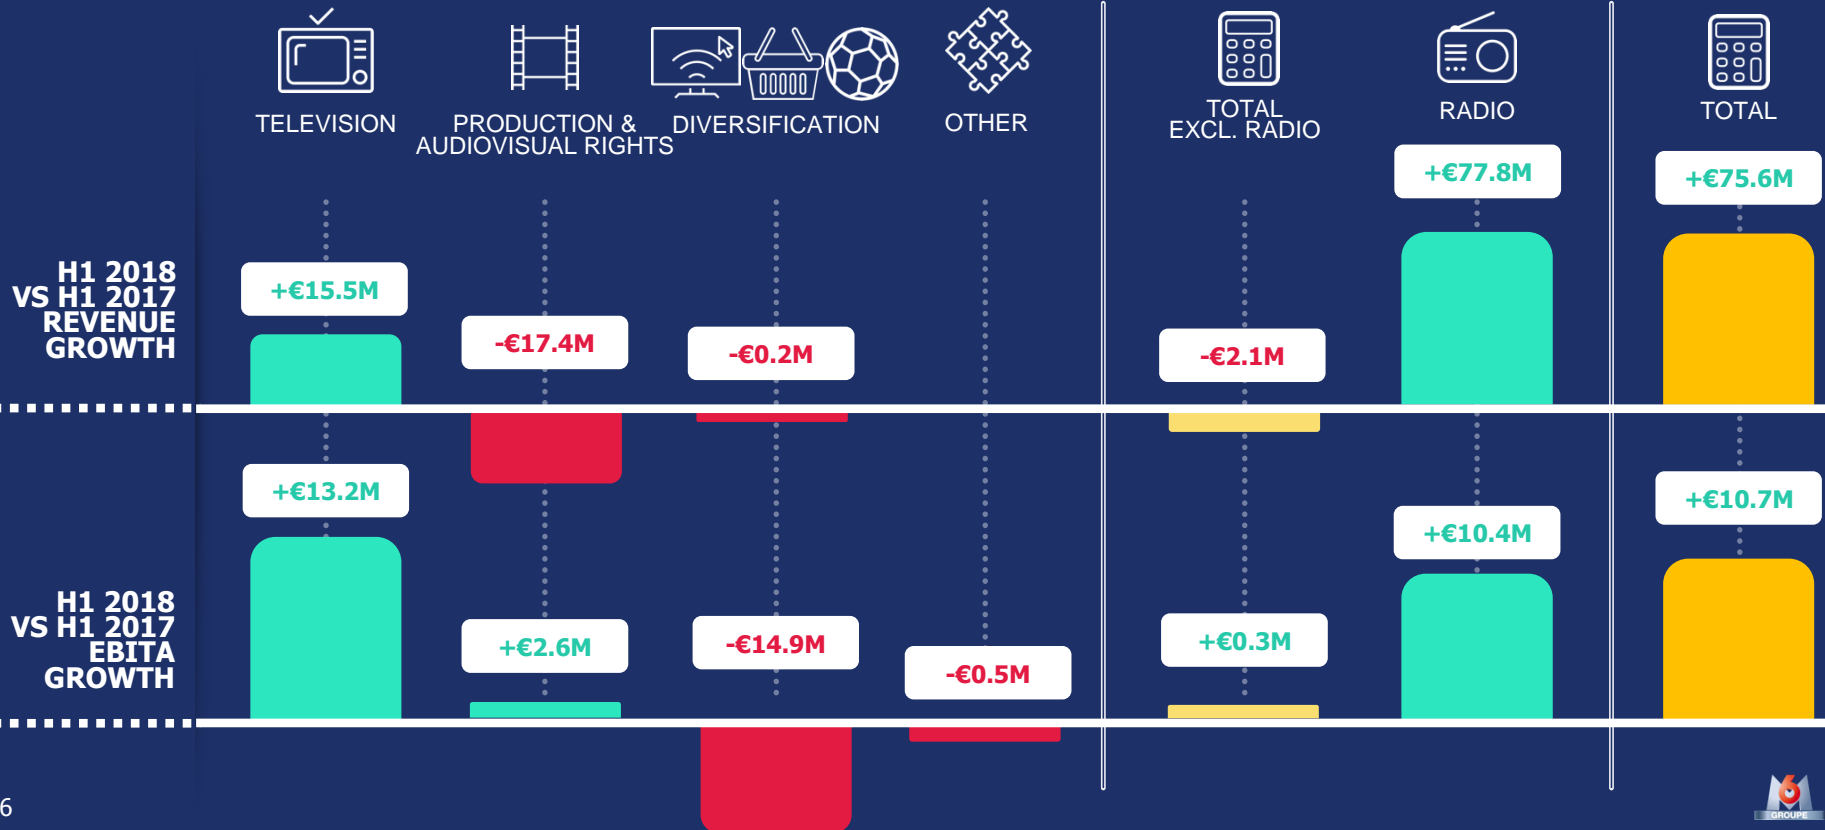 TELEVISION
PRODUCTION &
AUDIOVISUAL RIGHTS
DIVERSIFICATION
OTHER
TOTAL
EXCL. RADIO
RADIO
TOTAL
H1 2018
VS H1 2017
REVENUE
GROWTH
+€15.5M
-€17.4M
-€0.2M
-€2.1M
+€77.8M
+€75.6M
H1 2018
VS H1 2017
EBITA
GROWTH
+€13.2M
+€2.6M
-€14.9M
-€0.5M
+€0.3M
+€10.4M
+€10.7M
6
M6
GROUPE